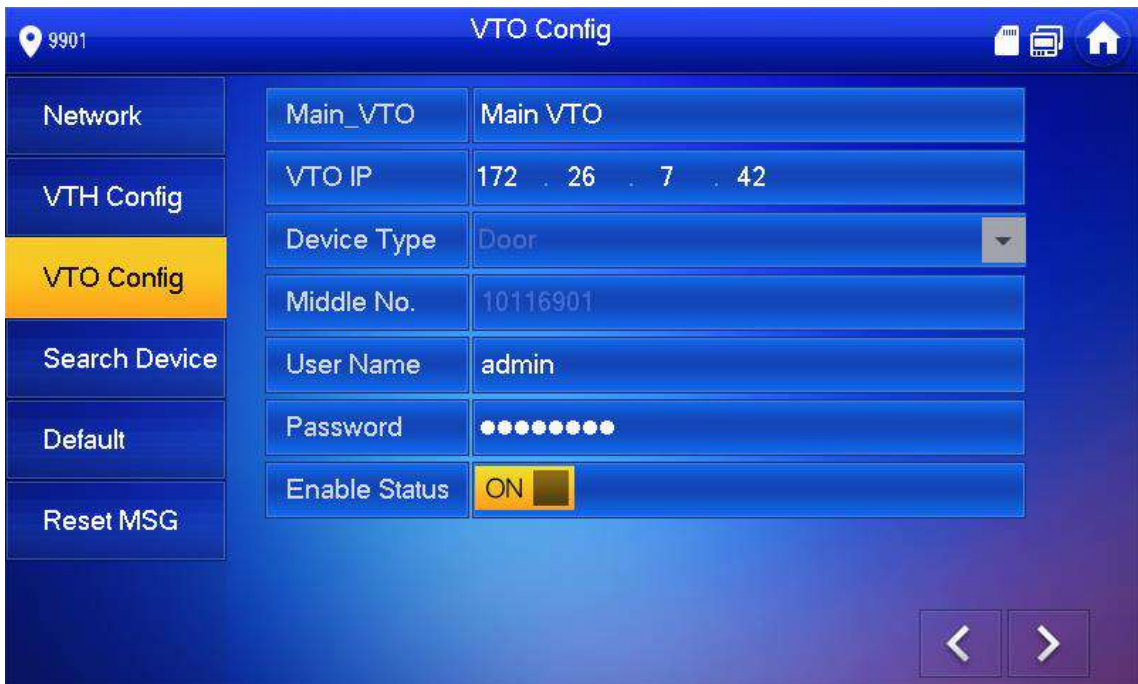 9901 VTO Config
Network
VTH Config
VTO Config
Search Device
Default
Reset MSG
Main_VTO Main VTO
VTO IP 172 . 26 . 7 . 42
Device Type Door
Middle No. 10116901
User Name admin
Password ●●●●●●●●
Enable Status ON